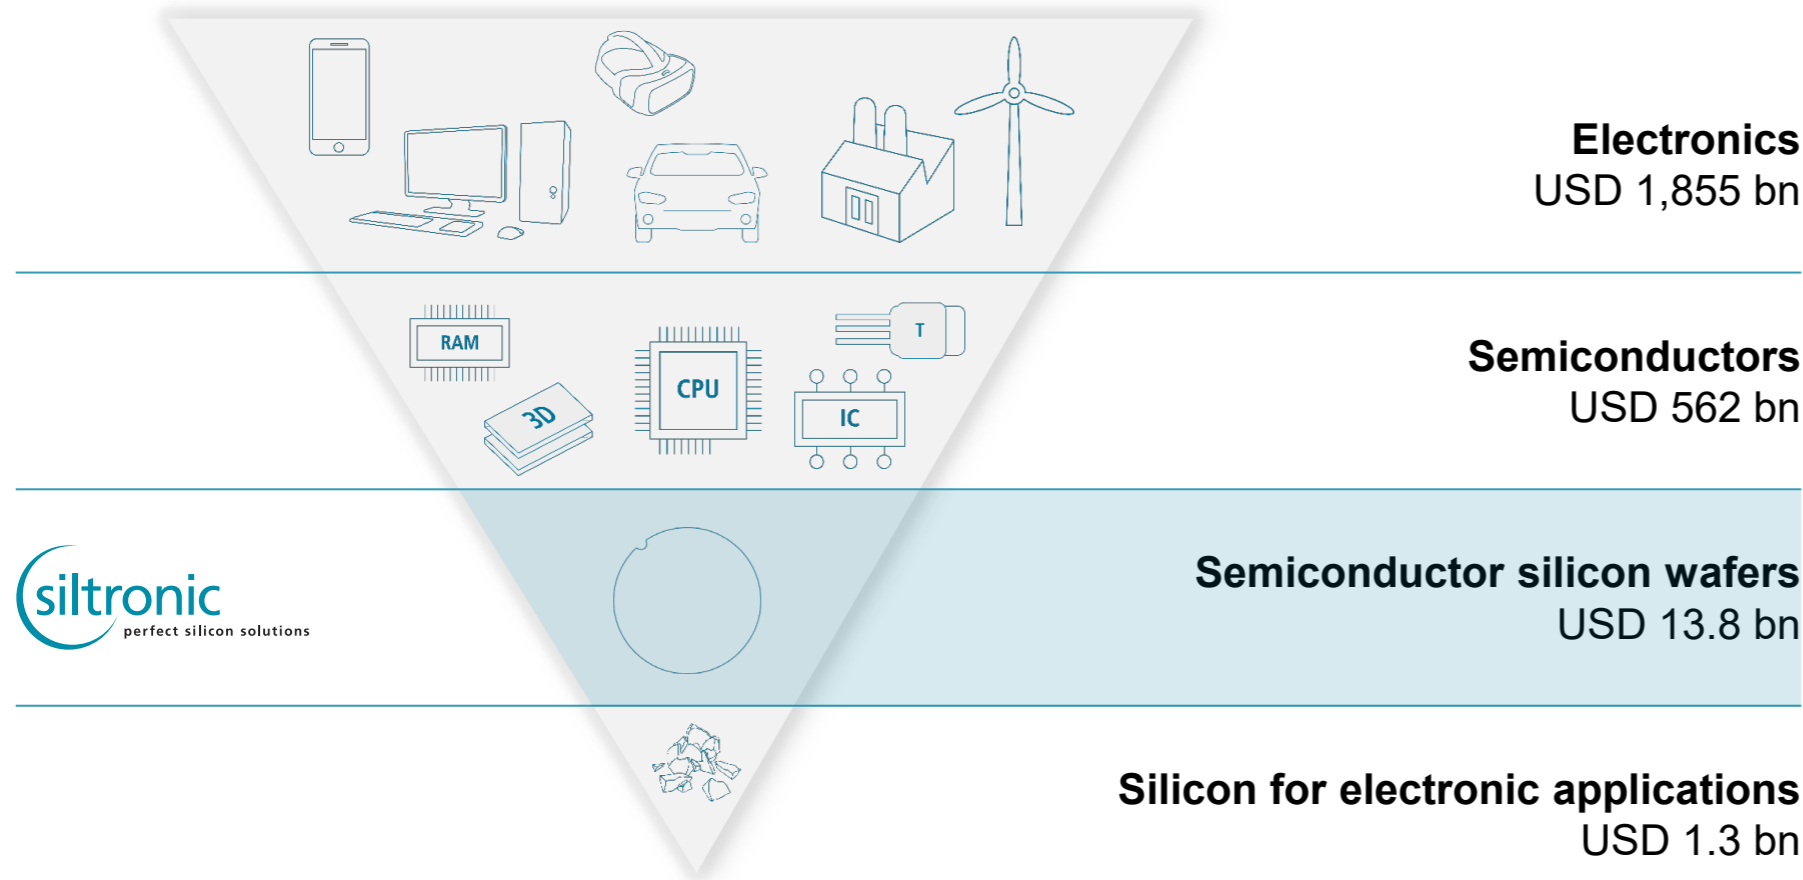 Electronics
USD 1,855 bn
RAM
T
CPU
3D
IC
Semiconductors
USD 562 bn
siltronic
perfect silicon solutions
Semiconductor silicon wafers
USD 13.8 bn
Silicon for electronic applications
USD 1.3 bn